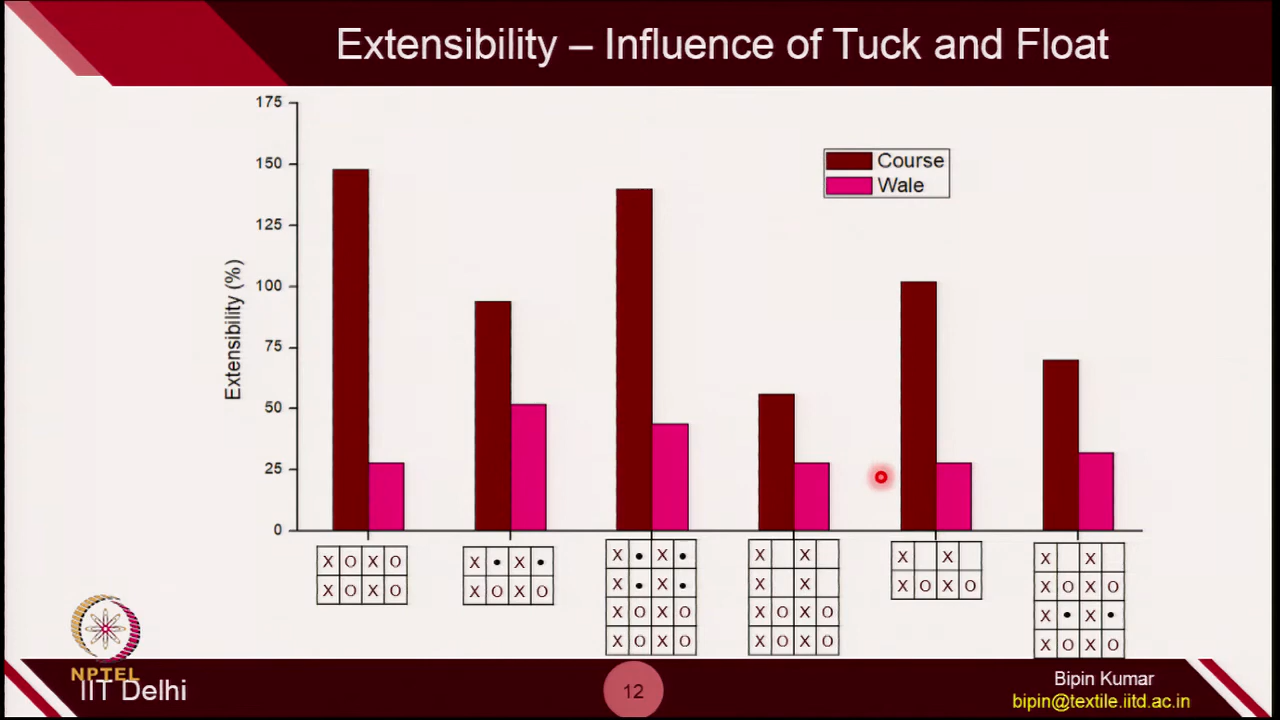 Extensibility – Influence of Tuck and Float
175
150
125
100
75
50
25
0
Extensibility (%)
Course
Wale
X O X O
X O X O
X • X •
X O X O
X • X •
X • X •
X O X O
X O X O
X X
X X
X O X O
X O X O
X X
X O X O
X X
X O X O
X • X •
X O X O
NPTEL
IIT Delhi
12
Bipin Kumar
bipin@textile.iitd.ac.in